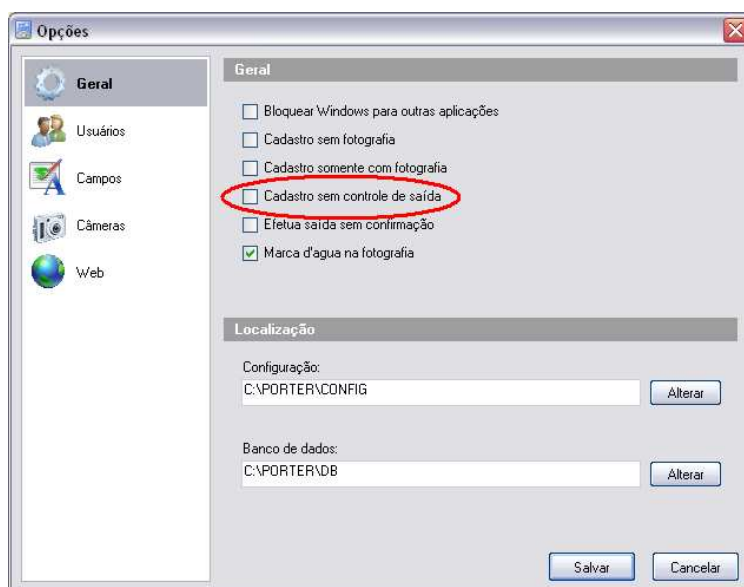 Opções
Geral
Usuários
Campos
Câmeras
Web
Geral
Bloquear Windows para outras aplicações
Cadastro sem fotografia
Cadastro somente com fotografia
Cadastro sem controle de saída
Efetua saída sem confirmação
Marca d'agua na fotografia
Localização
Configuração:
C:\PORTER\CONFIG
Alterar
Banco de dados:
C:\PORTER\DB
Alterar
Salvar
Cancelar